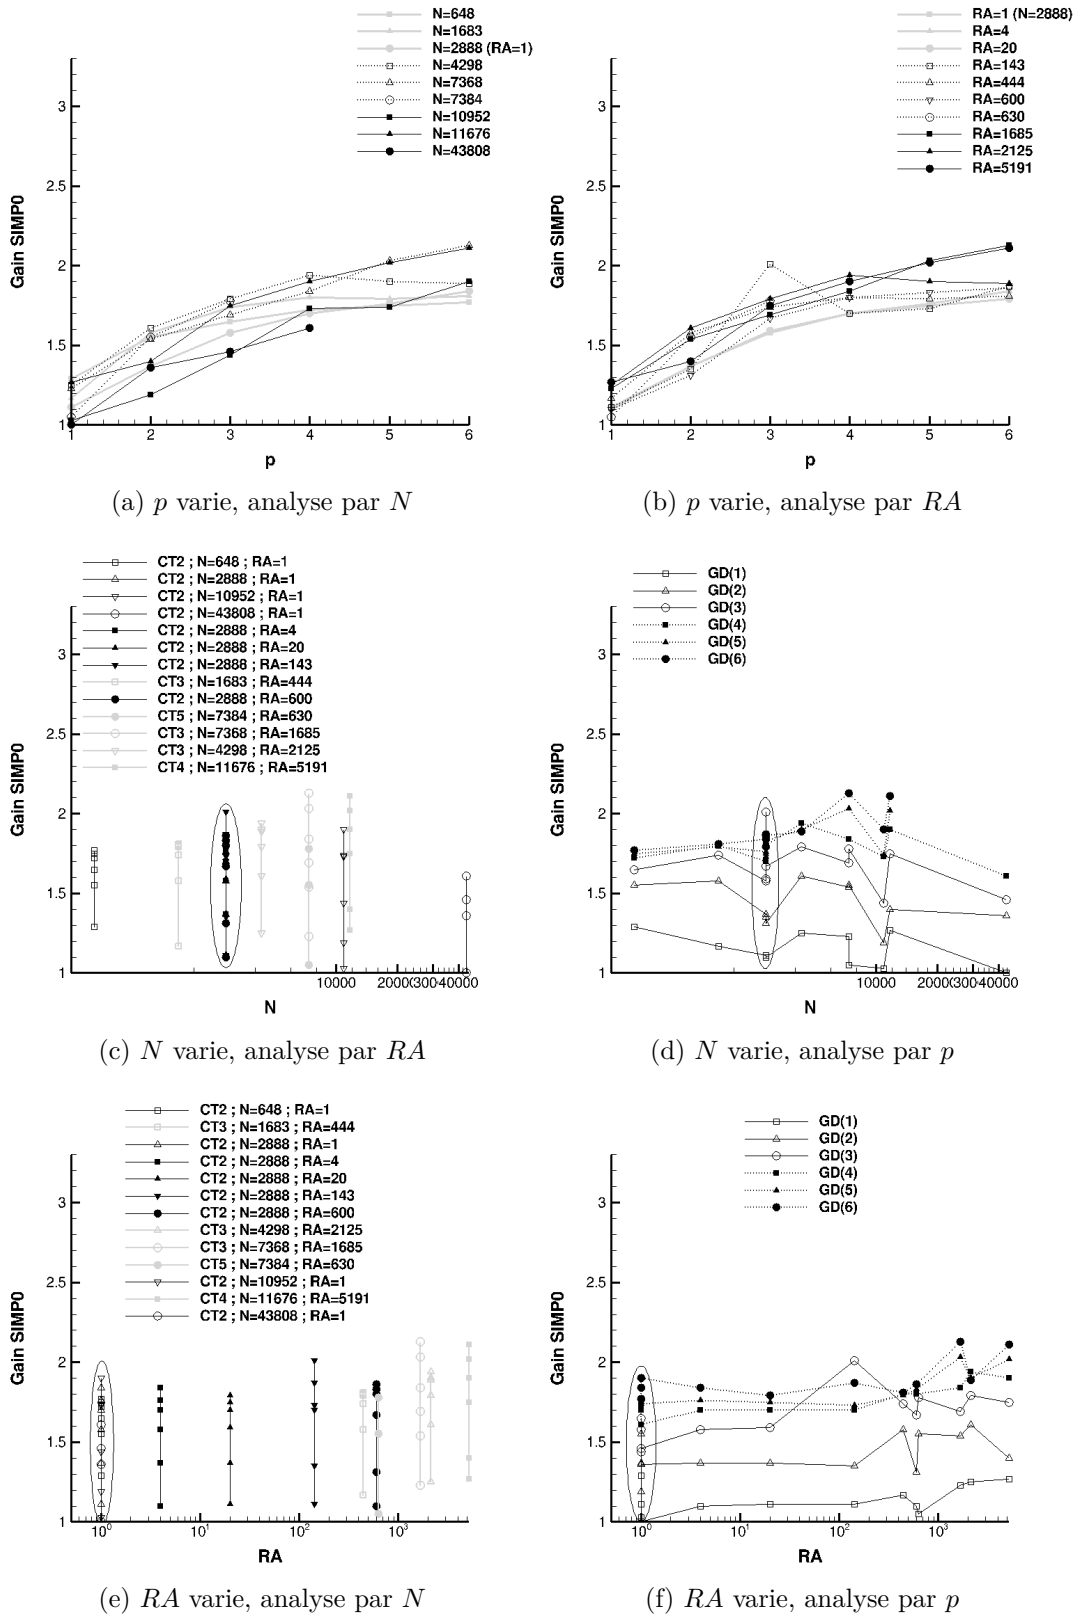 N=648
N=1683
N=2888 (RA=1)
N=4298
N=7368
N=7384
N=10952
N=11676
N=43808
Gain SIMP0
3
2.5
2
1.5
1
1 2 3 4 5 6
p
(a) p varie, analyse par N
RA=1 (N=2888)
RA=4
RA=20
RA=143
RA=444
RA=600
RA=630
RA=1685
RA=2125
RA=5191
Gain SIMP0
3
2.5
2
1.5
1
1 2 3 4 5 6
p
(b) p varie, analyse par RA
CT2 ; N=648 ; RA=1
CT2 ; N=2888 ; RA=1
CT2 ; N=10952 ; RA=1
CT2 ; N=43808 ; RA=1
CT2 ; N=2888 ; RA=4
CT2 ; N=2888 ; RA=20
CT2 ; N=2888 ; RA=143
CT3 ; N=1683 ; RA=444
CT2 ; N=2888 ; RA=600
CT5 ; N=7384 ; RA=630
CT3 ; N=7368 ; RA=1685
CT3 ; N=4298 ; RA=2125
CT4 ; N=11676 ; RA=5191
Gain SIMP0
3
2.5
2
1.5
1
10000 20000 30000 40000
N
(c) N varie, analyse par RA
GD(1)
GD(2)
GD(3)
GD(4)
GD(5)
GD(6)
Gain SIMP0
3
2.5
2
1.5
1
10000 20000 30000 40000
N
(d) N varie, analyse par p
CT2 ; N=648 ; RA=1
CT3 ; N=1683 ; RA=444
CT2 ; N=2888 ; RA=1
CT2 ; N=2888 ; RA=4
CT2 ; N=2888 ; RA=20
CT2 ; N=2888 ; RA=143
CT2 ; N=2888 ; RA=600
CT3 ; N=4298 ; RA=2125
CT3 ; N=7368 ; RA=1685
CT5 ; N=7384 ; RA=630
CT2 ; N=10952 ; RA=1
CT4 ; N=11676 ; RA=5191
CT2 ; N=43808 ; RA=1
Gain SIMP0
3
2.5
2
1.5
1
10⁰ 10¹ 10² 10³
RA
(e) RA varie, analyse par N
GD(1)
GD(2)
GD(3)
GD(4)
GD(5)
GD(6)
Gain SIMP0
3
2.5
2
1.5
1
10⁰ 10¹ 10² 10³
RA
(f) RA varie, analyse par p